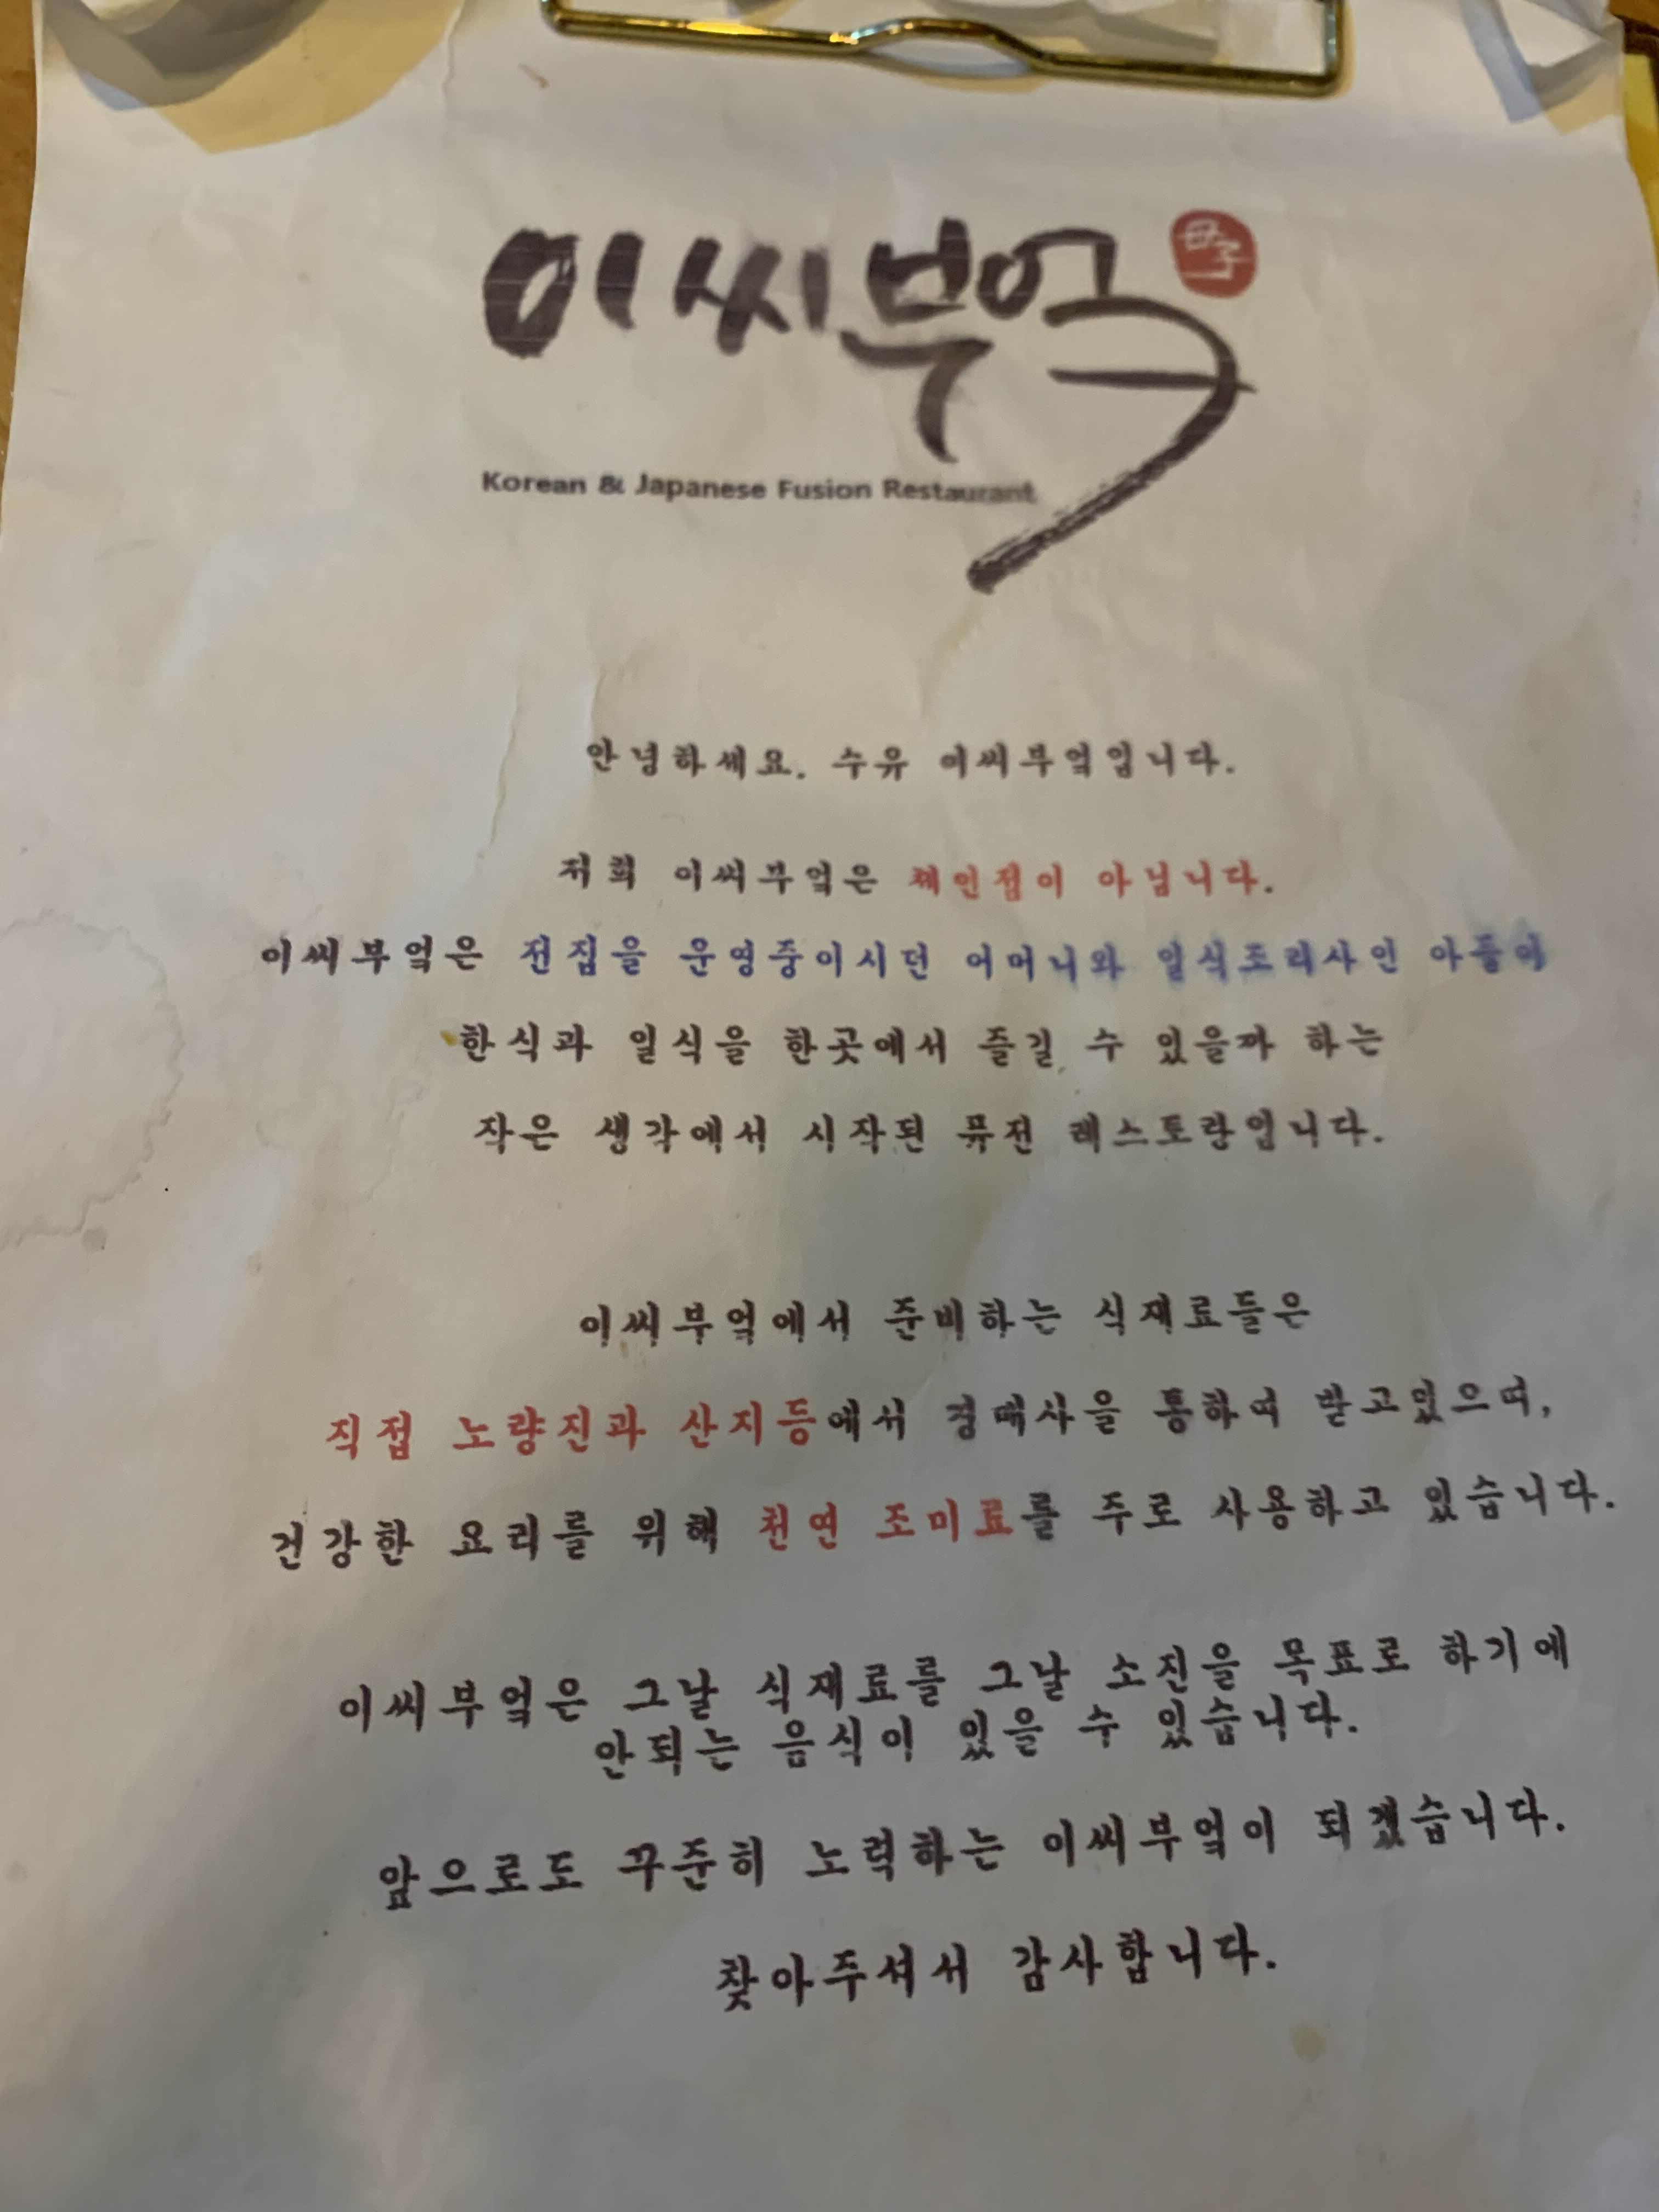 이씨부엌
Korean & Japanese Fusion Restaurant
안녕하세요. 수유 이씨부엌입니다.
저희 이씨부엌은 체인점이 아닙니다.
이씨부엌은 전집을 운영중이시던 어머니와 일식조리사인 아들이
한식과 일식을 한곳에서 즐길 수 있을까 하는
작은 생각에서 시작된 퓨전 레스토랑입니다.
이씨부엌에서 준비하는 식재료들은
직접 노량진과 산지등에서 경매사를 통하여 받고있으며,
건강한 요리를 위해 천연 조미료를 주로 사용하고 있습니다.
이씨부엌은 그날 식재료를 그날 소진을 목표로 하기에
안되는 음식이 있을 수 있습니다.
앞으로도 꾸준히 노력하는 이씨부엌이 되겠습니다.
찾아주셔서 감사합니다.